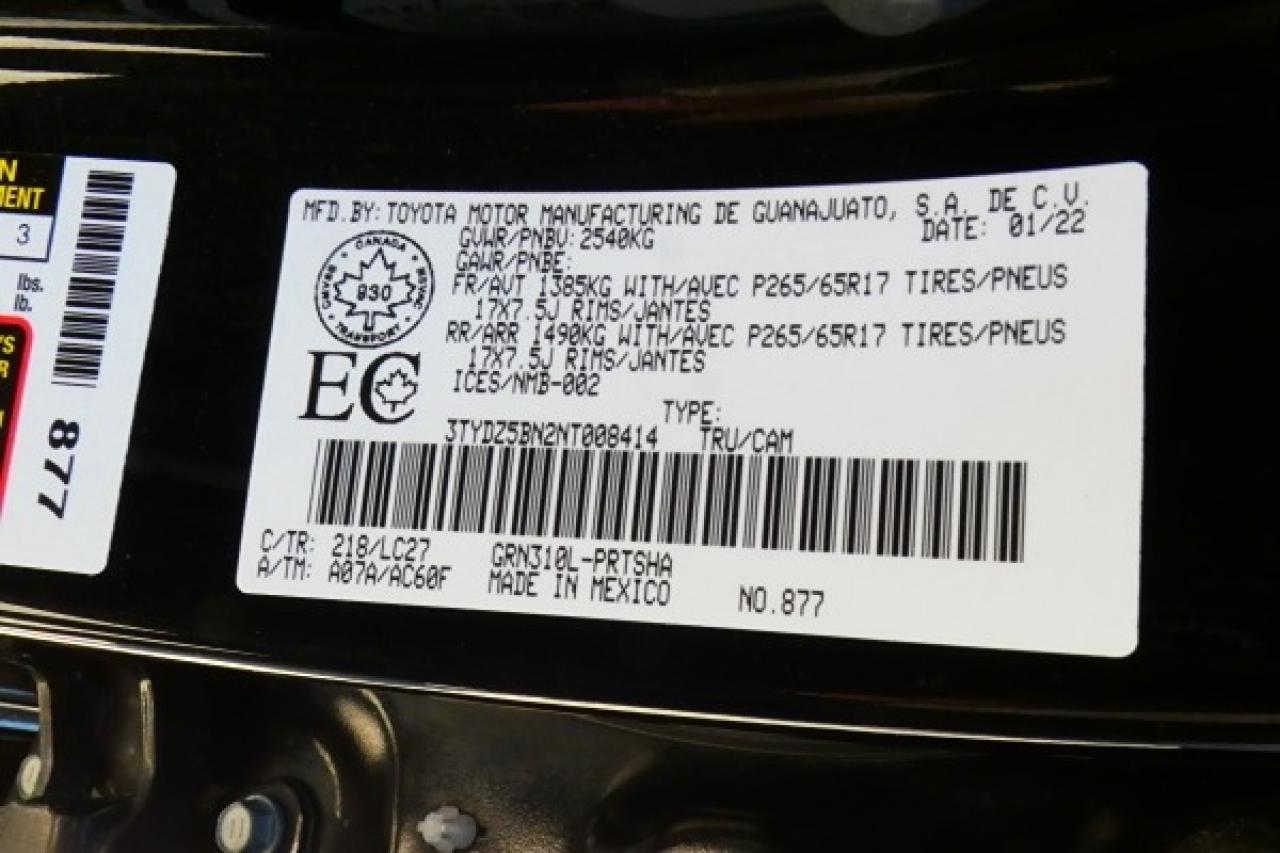 N
MENT
3
lbs.
lb.
877
MFD.BY: TOYOTA MOTOR MANUFACTURING DE GUANAJUATO, S.A. DE C.V.
GVWR/PNBV: 2540KG
DATE: 01/22
GAWR/PNBE:
FR/AVT 1385KG WITH/AVEC P265/65R17 TIRES/PNEUS
17X7.5J RIMS/JANTES
RR/ARR 1490KG WITH/AVEC P265/65R17 TIRES/PNEUS
17X7.5J RIMS/JANTES
ICES/NMB-002
CANADA
930
TRANSPORT
EC
TYPE:
3TYDZ5BN2NT008414 TRU/CAM
C/TR: 218/LC27 GRN310L-PRTSHA
A/TM: A07A/AC60F MADE IN MEXICO NO.877